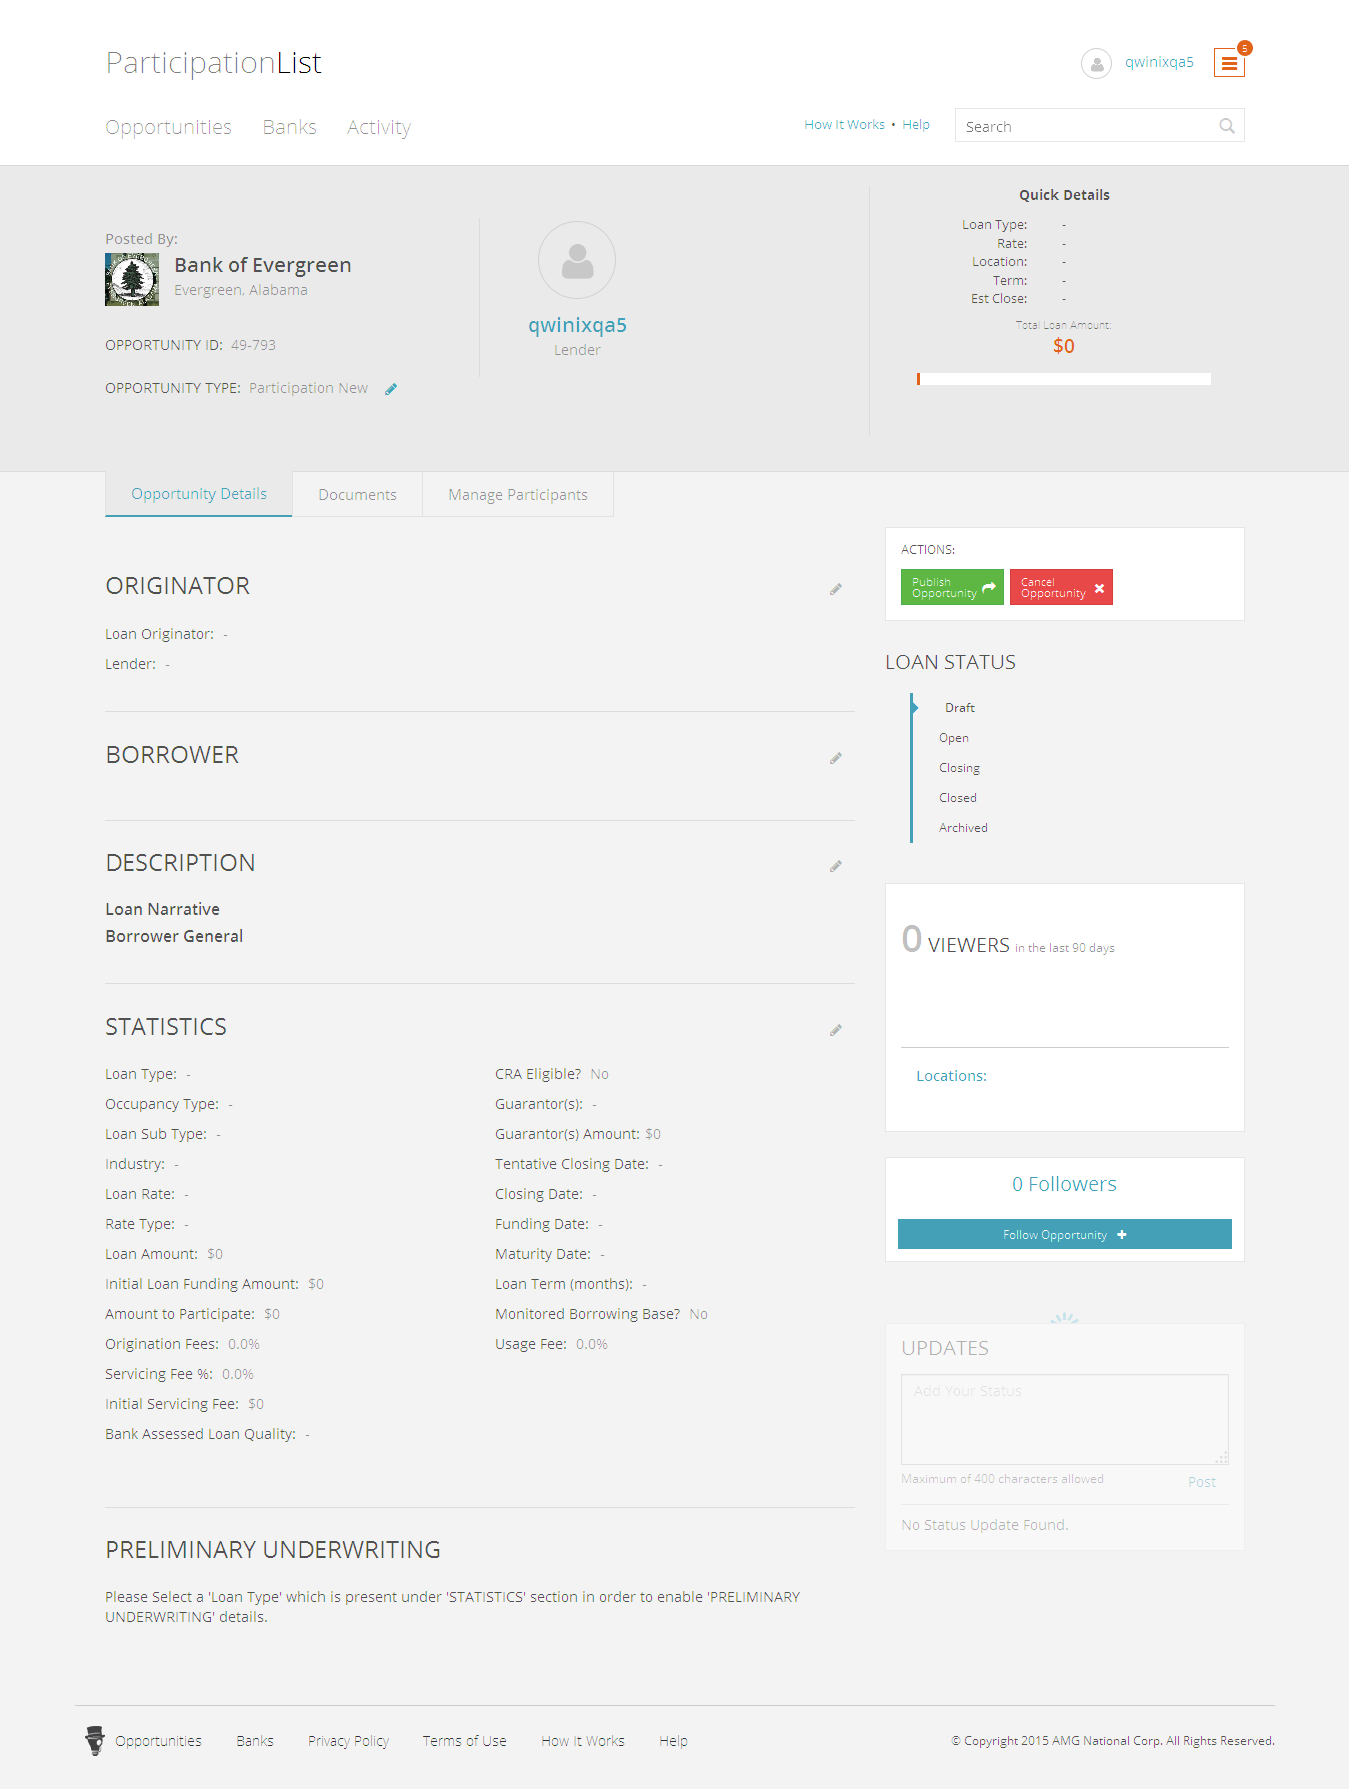 ParticipationList
qwinixqa5
5
Opportunities Banks Activity
How It Works • Help
Search
Posted By:
Bank of Evergreen
Evergreen, Alabama
OPPORTUNITY ID: 49-793
OPPORTUNITY TYPE: Participation New
qwinixqa5
Lender
Quick Details
Loan Type: -
Rate: -
Location: -
Term: -
Est Close: -
Total Loan Amount:
$0
Opportunity Details
Documents
Manage Participants
ORIGINATOR
Loan Originator: -
Lender: -
BORROWER
DESCRIPTION
Loan Narrative
Borrower General
STATISTICS
Loan Type: -
Occupancy Type: -
Loan Sub Type: -
Industry: -
Loan Rate: -
Rate Type: -
Loan Amount: $0
Initial Loan Funding Amount: $0
Amount to Participate: $0
Origination Fees: 0.0%
Servicing Fee %: 0.0%
Initial Servicing Fee: $0
Bank Assessed Loan Quality: -
CRA Eligible? No
Guarantor(s): -
Guarantor(s) Amount: $0
Tentative Closing Date: -
Closing Date: -
Funding Date: -
Maturity Date: -
Loan Term (months): -
Monitored Borrowing Base? No
Usage Fee: 0.0%
PRELIMINARY UNDERWRITING
Please Select a 'Loan Type' which is present under 'STATISTICS' section in order to enable 'PRELIMINARY
UNDERWRITING' details.
ACTIONS:
Publish
Opportunity
Cancel
Opportunity
LOAN STATUS
Draft
Open
Closing
Closed
Archived
0 VIEWERS in the last 90 days
Locations:
0 Followers
Follow Opportunity
UPDATES
Add Your Status
Maximum of 400 characters allowed
Post
No Status Update Found.
Opportunities Banks Privacy Policy Terms of Use How It Works Help
© Copyright 2015 AMG National Corp. All Rights Reserved.